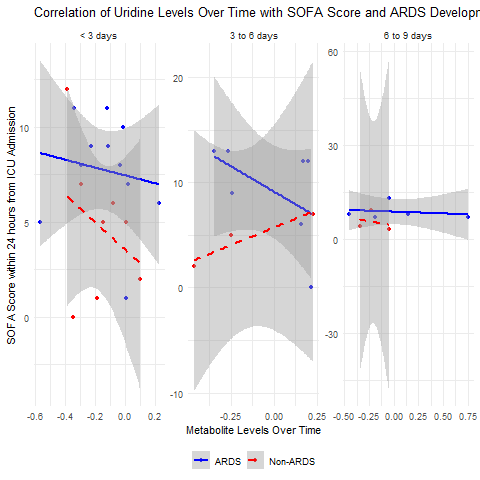 Correlation of Uridine Levels Over Time with SOFA Score and ARDS Developr
< 3 days
3 to 6 days
6 to 9 days
SOFA Score within 24 hours from ICU Admission
10
5
0
20
10
0
-10
60
30
0
-30
-0.6 -0.4 -0.2 0.0 0.2
-0.25 0.00 0.25
-0.50 -0.25 0.00 0.25 0.50 0.75
Metabolite Levels Over Time
ARDS Non-ARDS